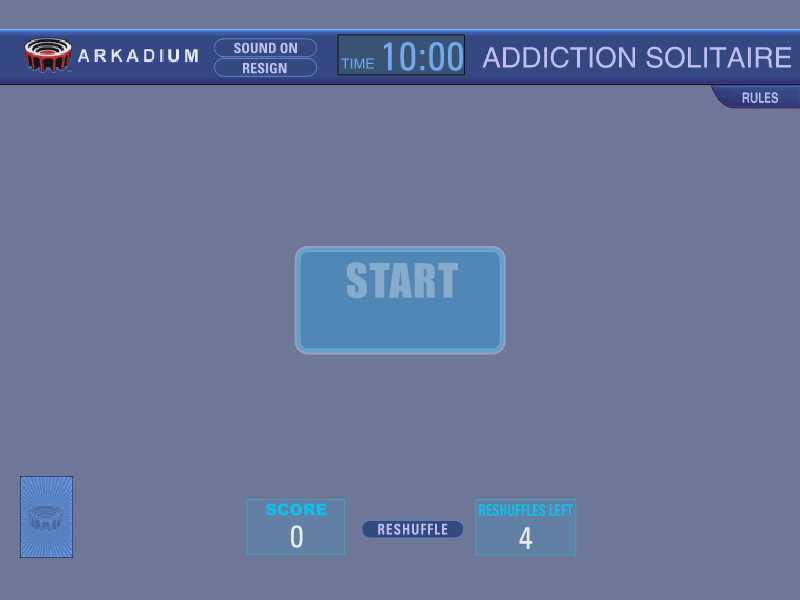 ARKADIUM
SOUND ON
RESIGN
TIME 10:00
ADDICTION SOLITAIRE
RULES
START
SCORE
0
RESHUFFLE
RESHUFFLES LEFT
4